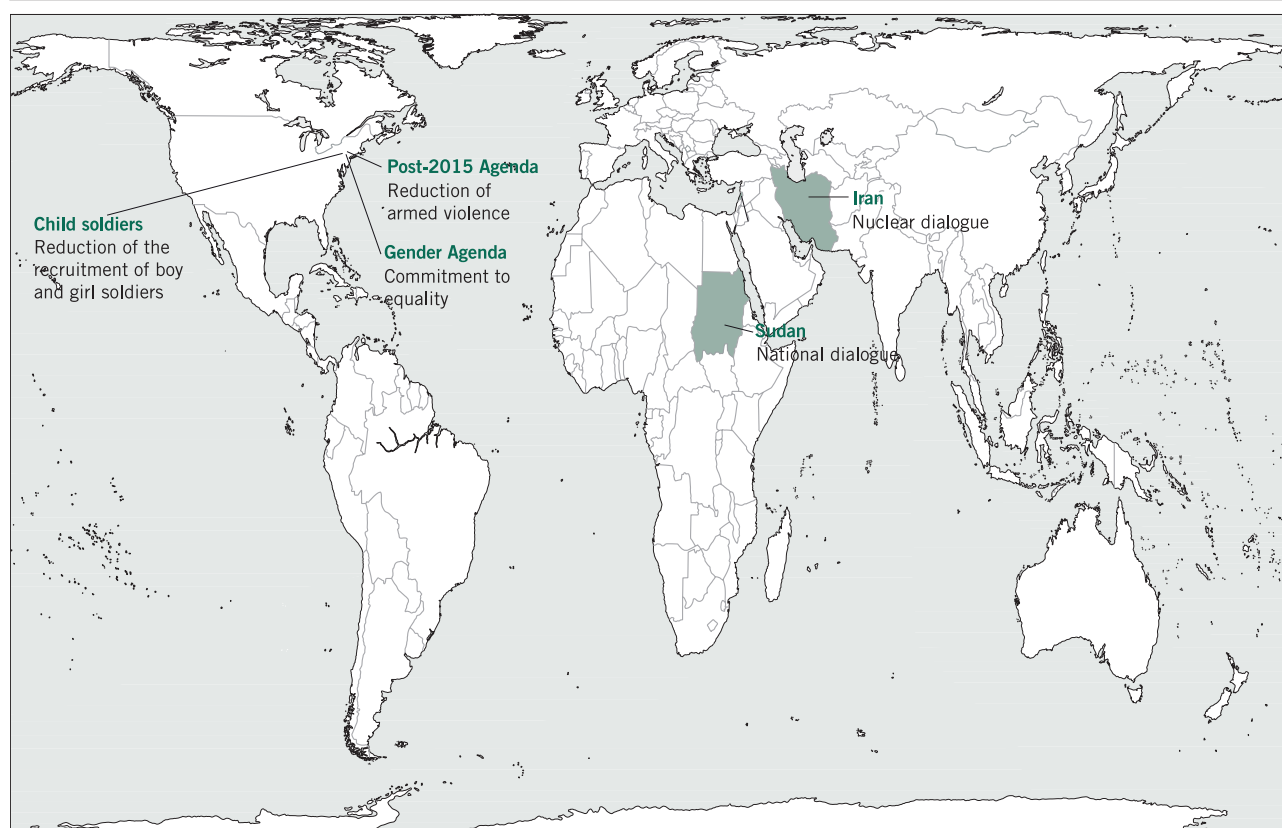 Post-2015 Agenda
Reduction of
armed violence
Child soldiers
Reduction of the
recruitment of boy
and girl soldiers
Gender Agenda
Commitment to
equality
Iran
Nuclear dialogue
Sudan
National dialogue